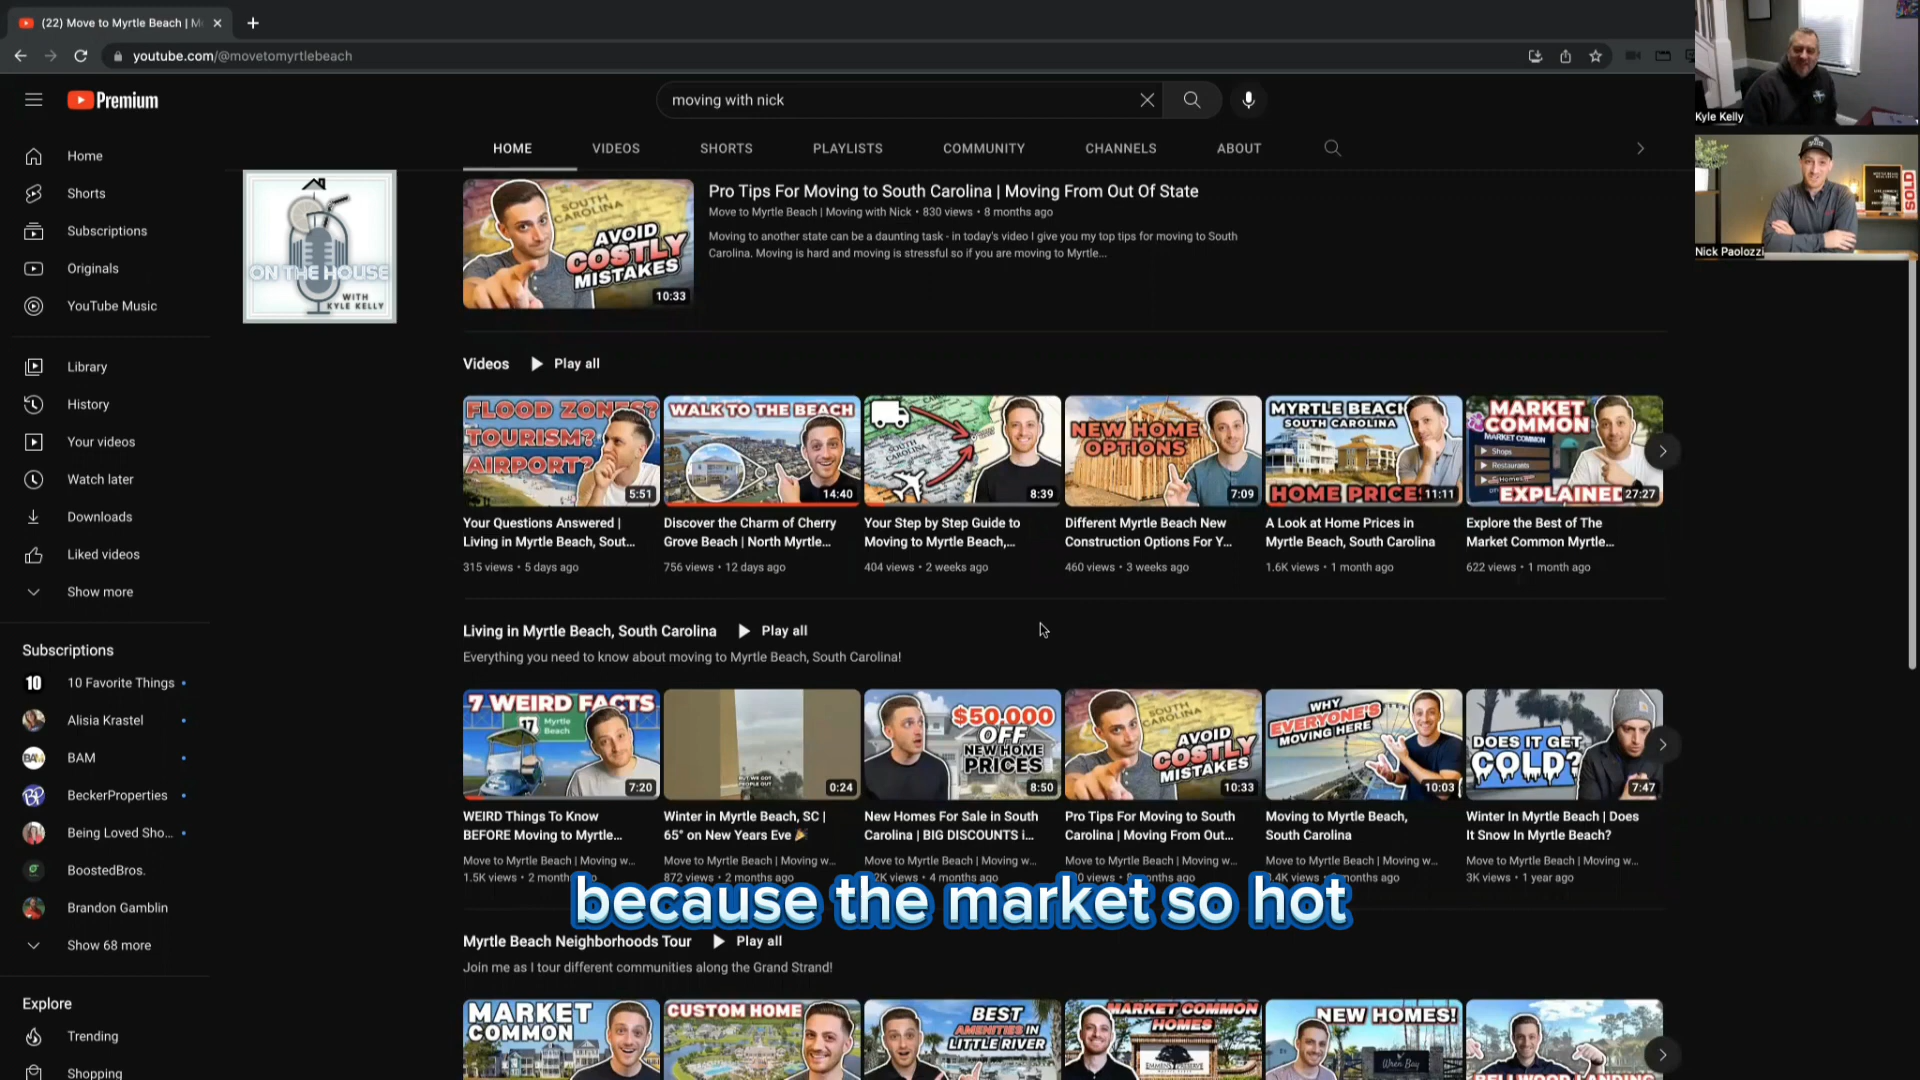 (22) Move to Myrtle Beach | M
youtube.com/@movetomyrtlebeach
Premium
moving with nick
Kyle Kelly
Nick Paolozzi
SOLD
HOME
VIDEOS
SHORTS
PLAYLISTS
COMMUNITY
CHANNELS
ABOUT
Home
Shorts
Subscriptions
Originals
YouTube Music
Library
History
Your videos
Watch later
Downloads
Liked videos
Show more
Subscriptions
10
10 Favorite Things
Alisia Krastel
BAM
BP
BeckerProperties
Being Loved Sho...
BoostedBros.
Brandon Gamblin
Show 68 more
Explore
Trending
Shopping
ON THE HOUSE
WITH
KYLE KELLY
SOUTH
CAROLINA
AVOID
COSTLY
MISTAKES
10:33
Pro Tips For Moving to South Carolina | Moving From Out Of State
Move to Myrtle Beach | Moving with Nick • 830 views • 8 months ago
Moving to another state can be a daunting task - in today's video I give you my top tips for moving to South
Carolina. Moving is hard and moving is stressful so if you are moving to Myrtle...
Videos
Play all
FLOOD ZONES?
TOURISM?
AIRPORT?
5:51
WALK TO THE BEACH
14:40
8:39
NEW HOME
OPTIONS
7:09
MYRTLE BEACH
SOUTH CAROLINA
HOME PRICE
11:11
MARKET
COMMON
MARKET COMMON
Shops
Restaurants
Homes
EXPLAINED
27:27
Your Questions Answered |
Living in Myrtle Beach, Sout...
315 views • 5 days ago
Discover the Charm of Cherry
Grove Beach | North Myrtle...
756 views • 12 days ago
Your Step by Step Guide to
Moving to Myrtle Beach,...
404 views • 2 weeks ago
Different Myrtle Beach New
Construction Options For Y...
460 views • 3 weeks ago
A Look at Home Prices in
Myrtle Beach, South Carolina
1.6K views • 1 month ago
Explore the Best of The
Market Common Myrtle...
622 views • 1 month ago
Living in Myrtle Beach, South Carolina
Play all
Everything you need to know about moving to Myrtle Beach, South Carolina!
7 WEIRD FACTS
17
Myrtle
Beach
7:20
0:24
$50,000
OFF
NEW HOME
PRICES
8:50
SOUTH
CAROLINA
AVOID
COSTLY
MISTAKES
10:33
WHY
EVERYONE'S
MOVING HERE
10:03
DOES IT GET
COLD?
7:47
WEIRD Things To Know
BEFORE Moving to Myrtle...
Move to Myrtle Beach | Moving w...
1.5K views • 2 month
Winter in Myrtle Beach, SC |
65° on New Years Eve 🎉
Move to Myrtle Beach | Moving w...
872 views • 2 months ago
New Homes For Sale in South
Carolina | BIG DISCOUNTS i...
Move to Myrtle Beach | Moving w...
2K views • 4 months ago
Pro Tips For Moving to South
Carolina | Moving From Out...
Move to Myrtle Beach | Moving w...
Moving to Myrtle Beach,
South Carolina
Move to Myrtle Beach | Moving w...
Winter In Myrtle Beach | Does
It Snow In Myrtle Beach?
Move to Myrtle Beach | Moving w...
3K views • 1 year ago
because the market so hot
Myrtle Beach Neighborhoods Tour
Play all
Join me as I tour different communities along the Grand Strand!
MARKET
COMMON
CUSTOM HOME
BEST
AMENITIES IN
LITTLE RIVER
MARKET COMMON
HOMES
NEW HOMES!
Wren Bay
BELLWOOD LANDING